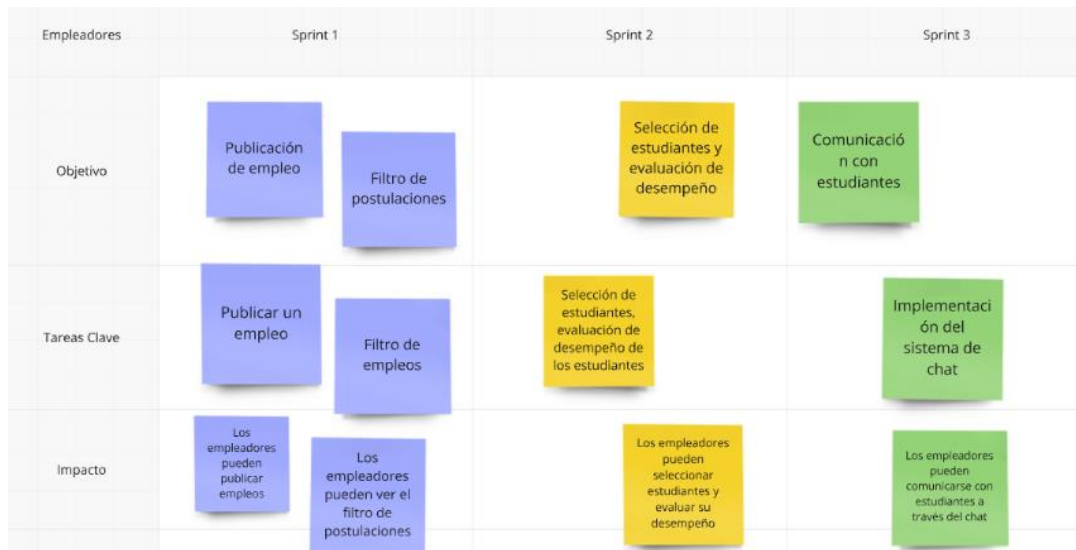 Empleadores
Sprint 1
Sprint 2
Sprint 3
Objetivo
Publicación
de empleo
Filtro de
postulaciones
Selección de
estudiantes y
evaluación de
desempeño
Comunicació
n con
estudiantes
Tareas Clave
Publicar un
empleo
Filtro de
empleos
Selección de
estudiantes,
evaluación de
desempeño de
los estudiantes
Implementaci
ón del
sistema de
chat
Impacto
Los
empleadores
pueden
publicar
empleos
Los
empleadores
pueden ver el
filtro de
postulaciones
Los empleadores
pueden
seleccionar
estudiantes y
evaluar su
desempeño
Los empleadores
pueden
comunicarse con
estudiantes a
través del chat